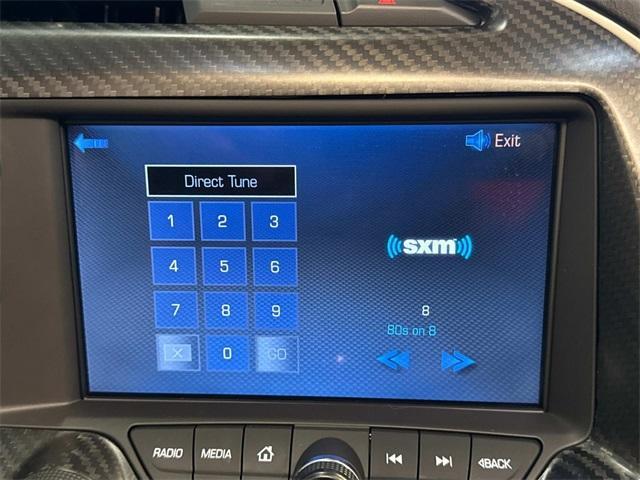 Exit
Direct Tune
1 2 3
4 5 6
7 8 9
X 0 GO
sxm
8
80s on 8
RADIO MEDIA BACK